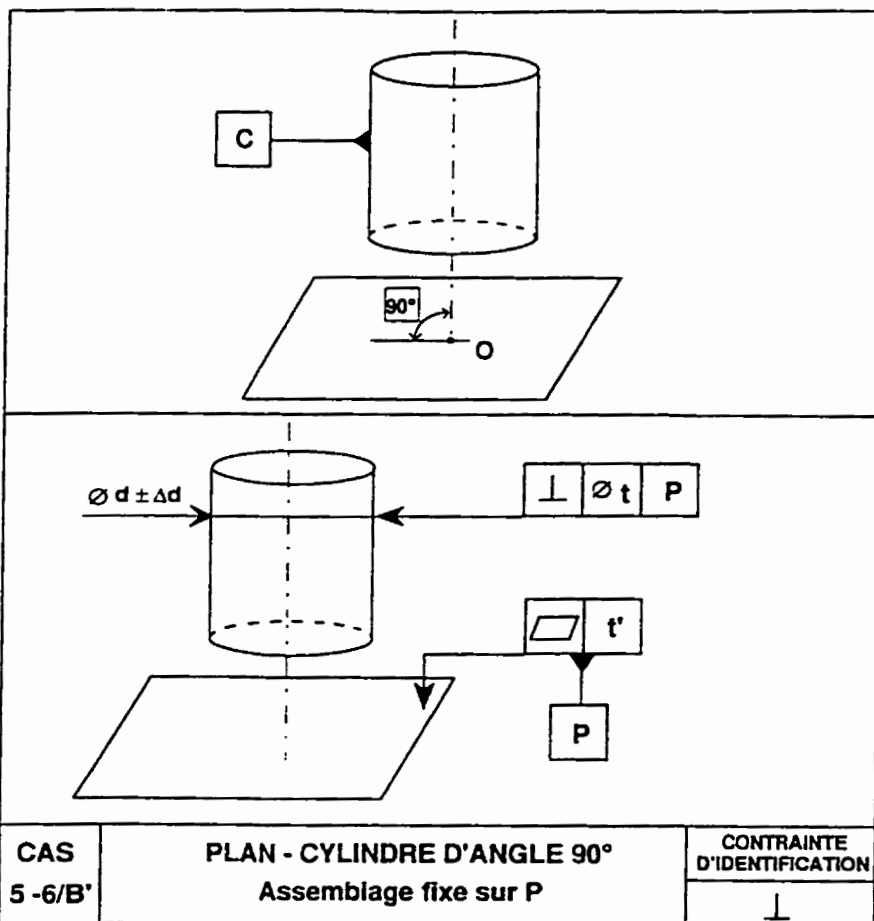 C
90°
O
Ø d ± Δd
⊥ Ø t P
▱ t'
P
CAS
5 -6/B'
PLAN - CYLINDRE D'ANGLE 90°
Assemblage fixe sur P
CONTRAINTE
D'IDENTIFICATION
⊥